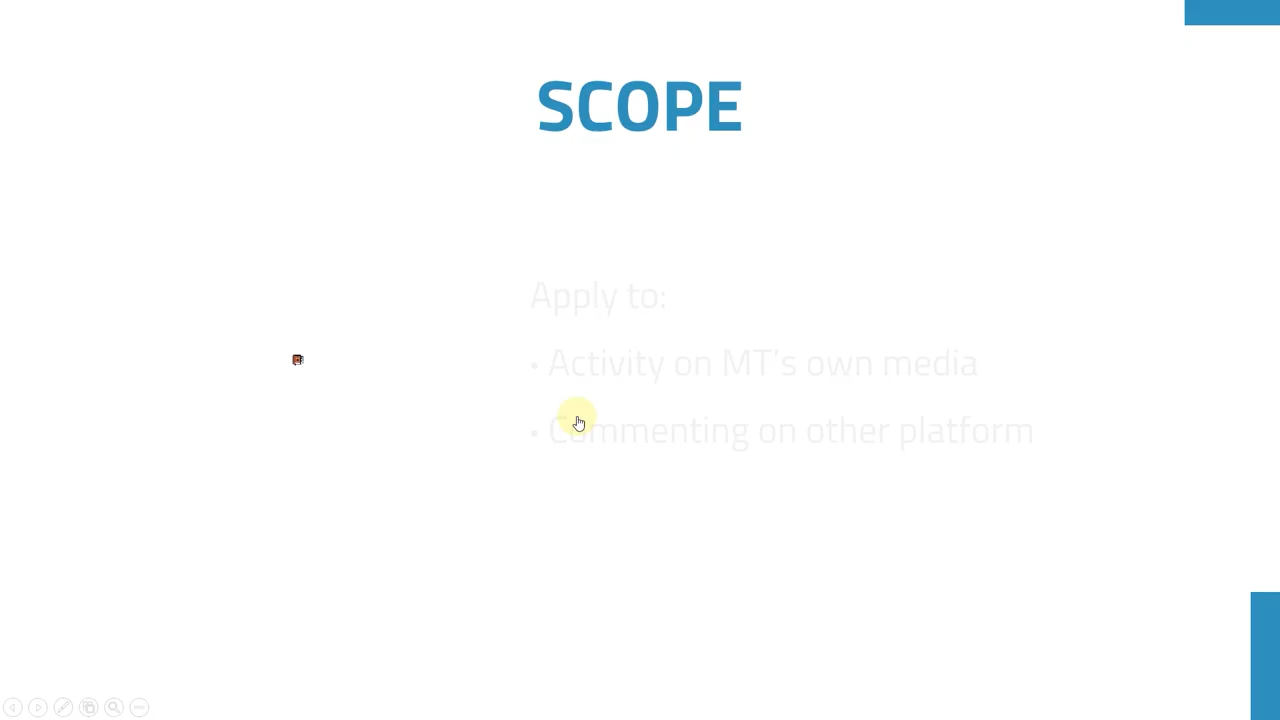 SCOPE
Apply to:
• Activity on MT's own media
• Commenting on other platform